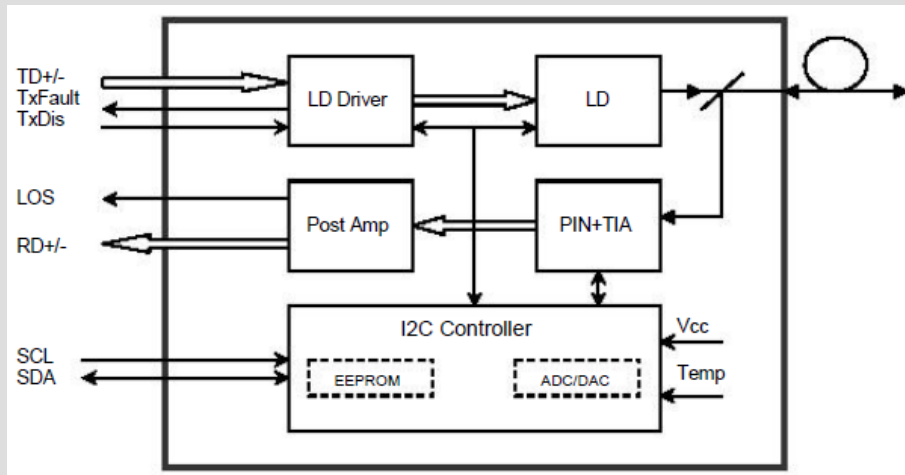 TD+/-
TxFault
TxDis
LD Driver
LD
LOS
RD+/-
Post Amp
PIN+TIA
I2C Controller
EEPROM
ADC/DAC
Vcc
Temp
SCL
SDA